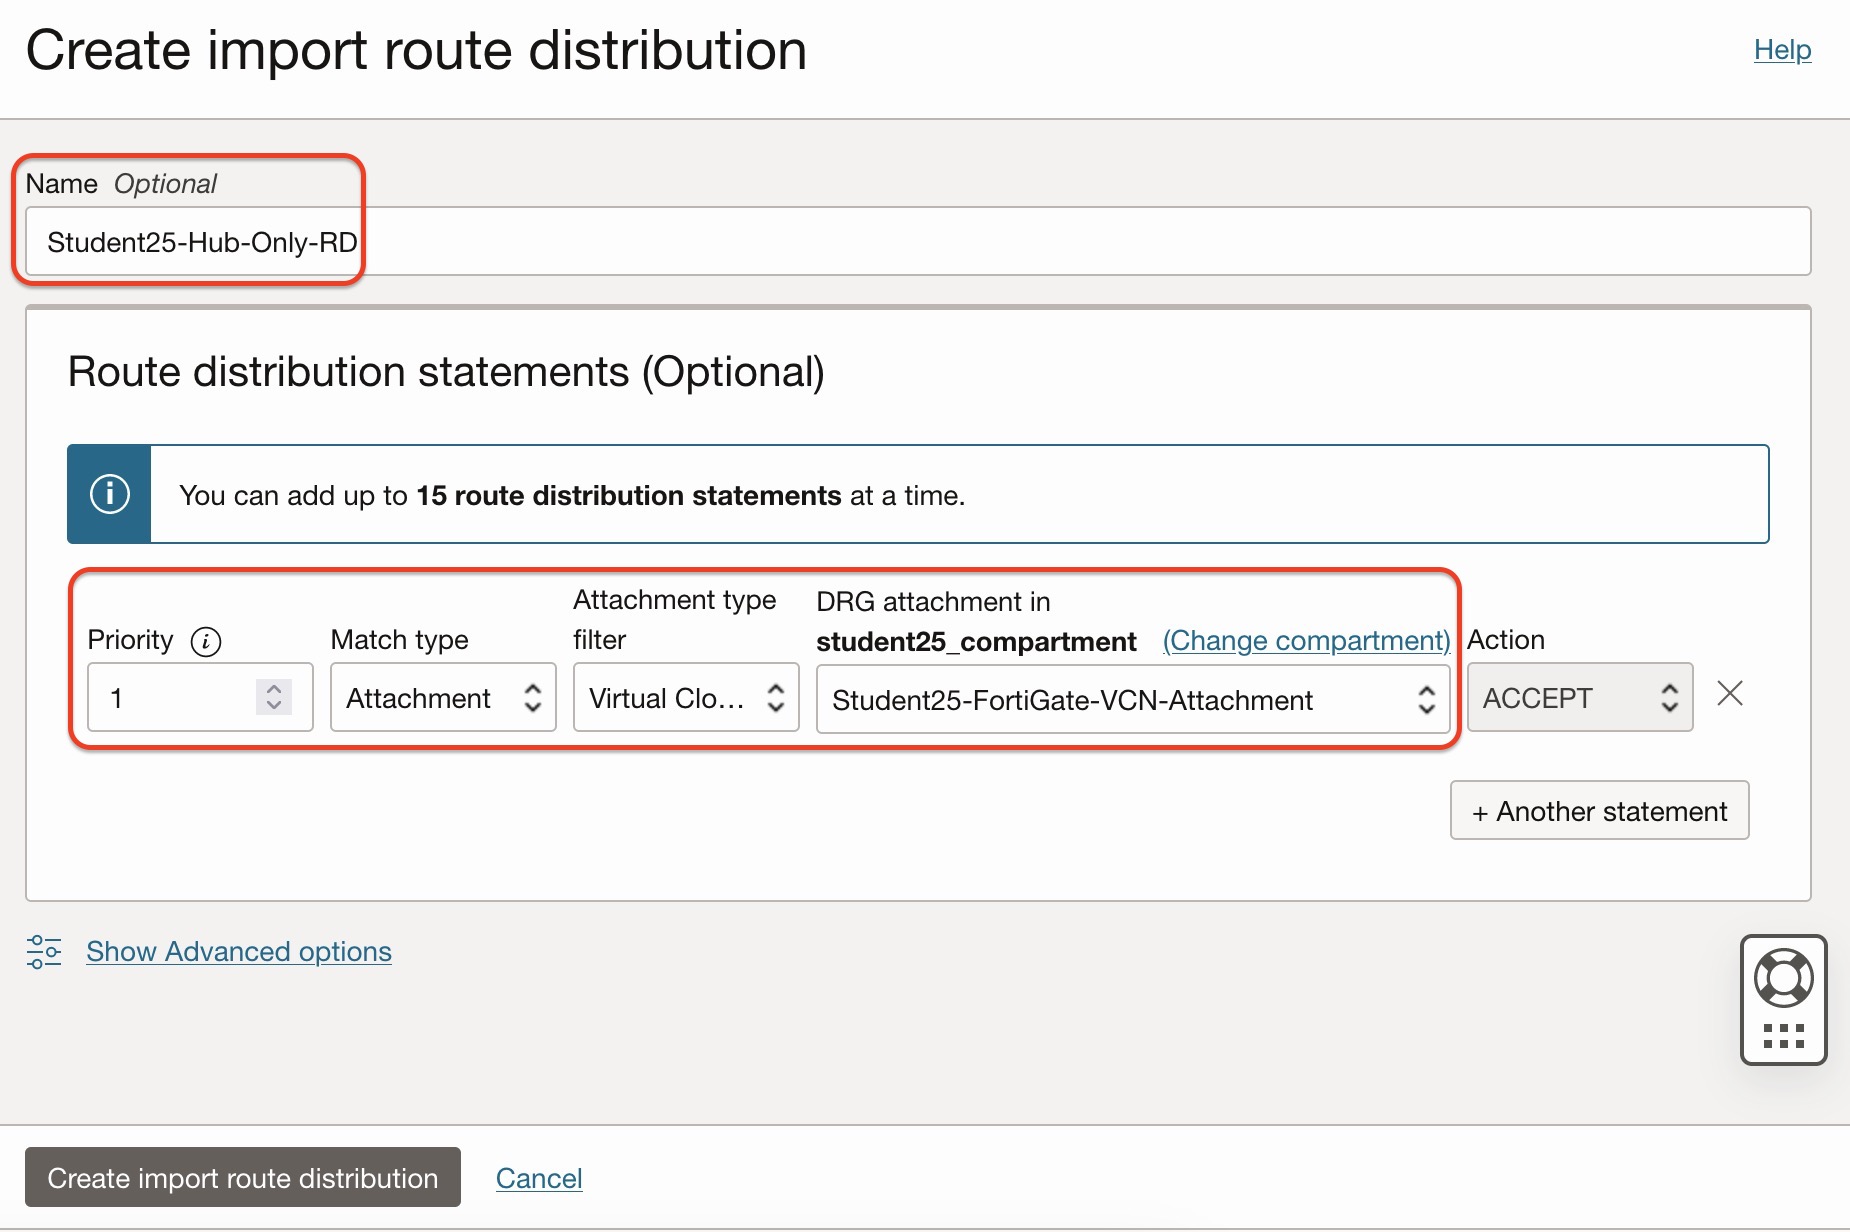 Create import route distribution
Help
Name Optional
Student25-Hub-Only-RD
Route distribution statements (Optional)
You can add up to 15 route distribution statements at a time.
Priority
1
Match type
Attachment
Attachment type
filter
Virtual Clo...
DRG attachment in
student25_compartment (Change compartment)
Student25-FortiGate-VCN-Attachment
Action
ACCEPT
+ Another statement
Show Advanced options
Create import route distribution
Cancel